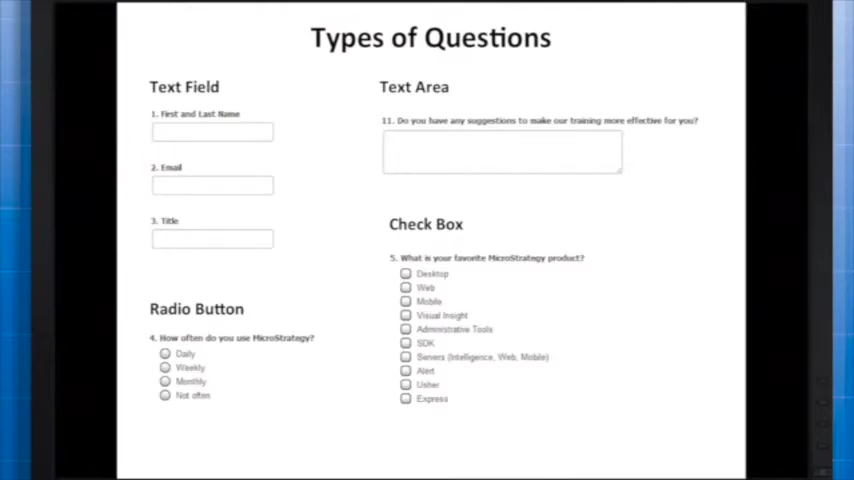 Types of Questions
Text Field
1. First and Last Name
2. Email
3. Title
Radio Button
4. How often do you use MicroStrategy?
Daily
Weekly
Monthly
Not often
Text Area
11. Do you have any suggestions to make our training more effective for you?
Check Box
5. What is your favorite MicroStrategy product?
Desktop
Web
Mobile
Visual Insight
Administrative Tools
SDK
Servers (Intelligence, Web, Mobile)
Alert
Usher
Express